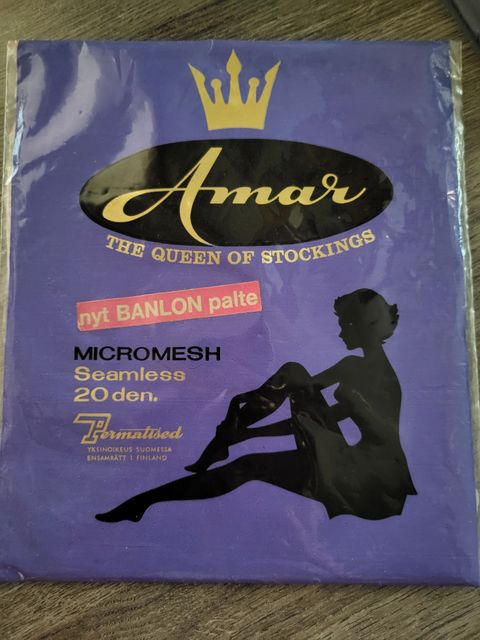 Amar
THE QUEEN OF STOCKINGS
nyt BANLON palte
MICROMESH
Seamless
20 den.
Permatised
YKSINOIKEUS SUOMESSA
ENSAMRÄTT I FINLAND